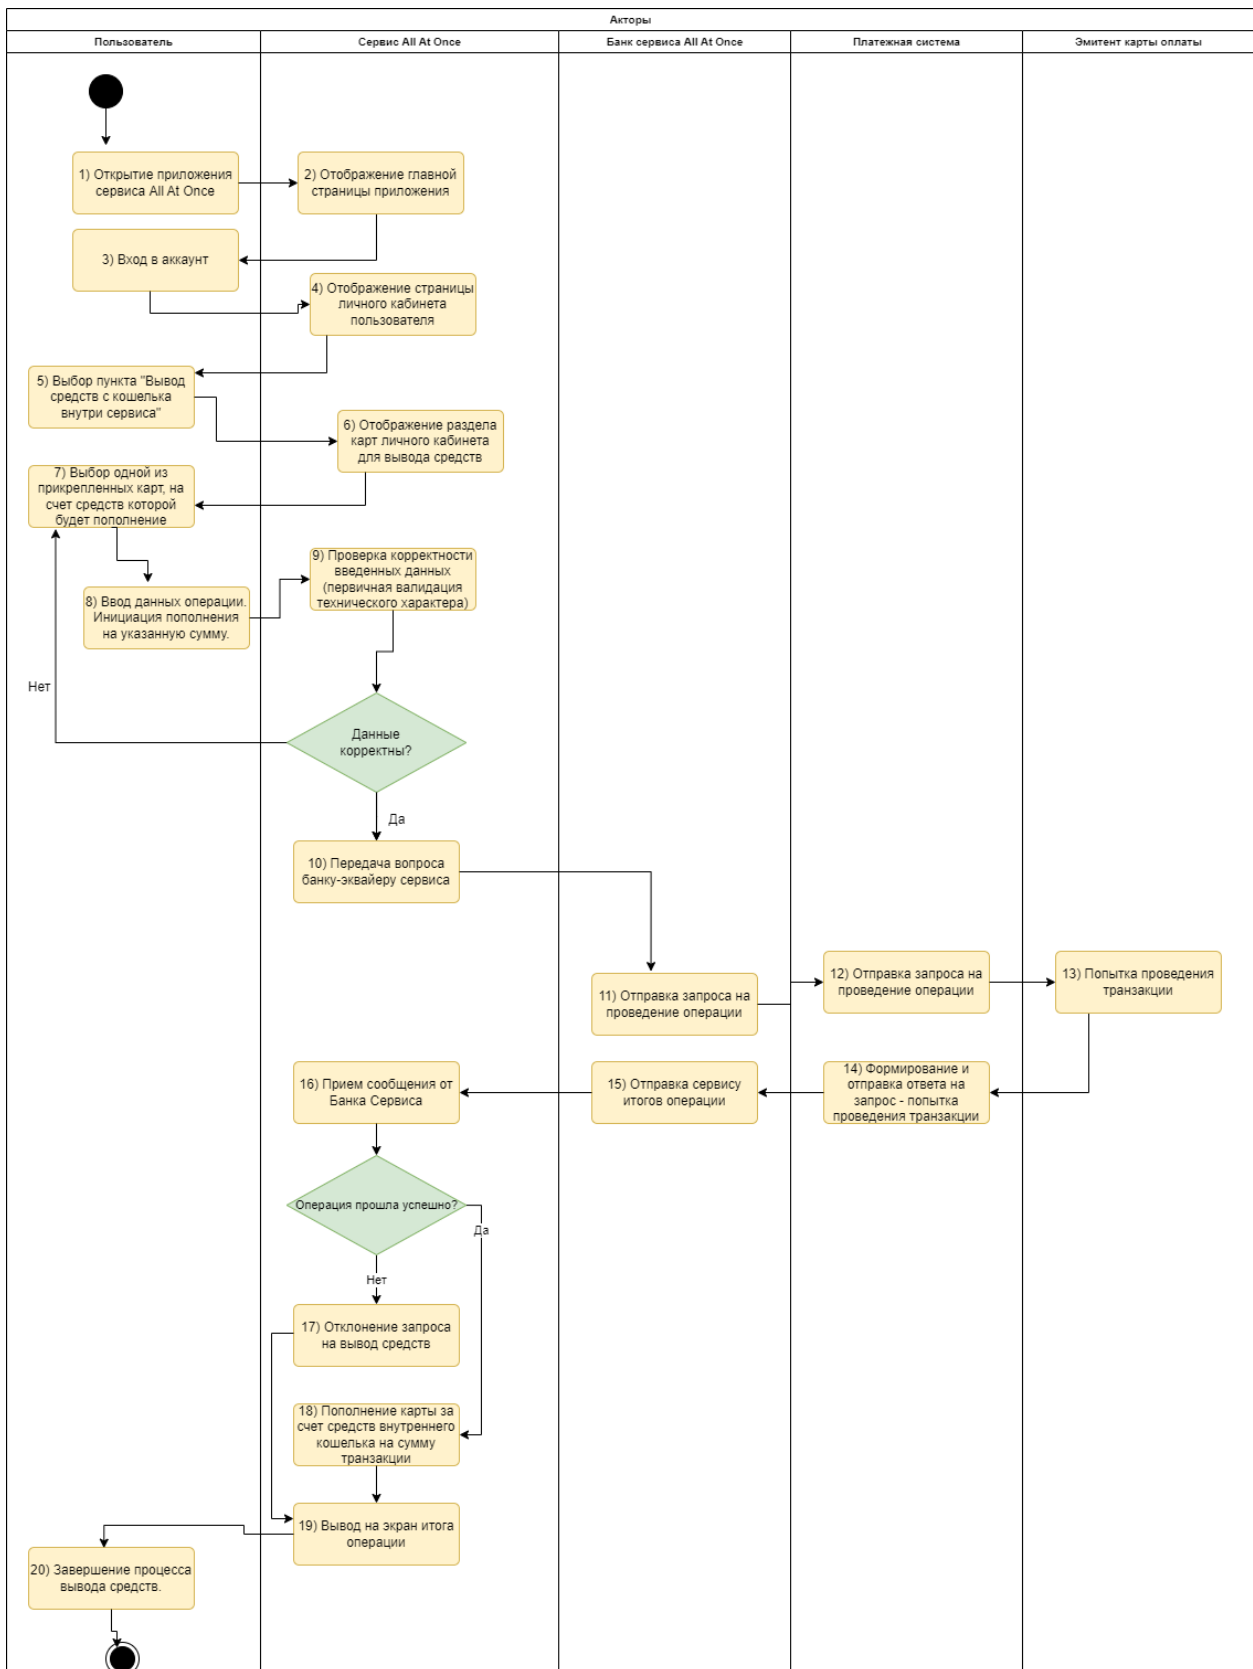 Акторы
Пользователь
Сервис All At Once
Банк сервиса All At Once
Платежная система
Эмитент карты оплаты
1) Открытие приложения
сервиса All At Once
2) Отображение главной
страницы приложения
3) Вход в аккаунт
4) Отображение страницы
личного кабинета
пользователя
5) Выбор пункта "Вывод
средств с кошелька
внутри сервиса"
6) Отображение раздела
карт личного кабинета
для вывода средств
7) Выбор одной из
прикрепленных карт, на
счет средств которой
будет пополнение
8) Ввод данных операции.
Инициация пополнения
на указанную сумму.
9) Проверка корректности
введенных данных
(первичная валидация
технического характера)
Нет
Данные
корректны?
Да
10) Передача вопроса
банку-эквайеру сервиса
11) Отправка запроса на
проведение операции
12) Отправка запроса на
проведение операции
13) Попытка проведения
транзакции
14) Формирование и
отправка ответа на
запрос - попытка
проведения транзакции
15) Отправка сервису
итогов операции
16) Прием сообщения от
Банка Сервиса
Операция прошла успешно?
Да
Нет
17) Отклонение запроса
на вывод средств
18) Пополнение карты за
счет средств внутреннего
кошелька на сумму
транзакции
19) Вывод на экран итога
операции
20) Завершение процесса
вывода средств.